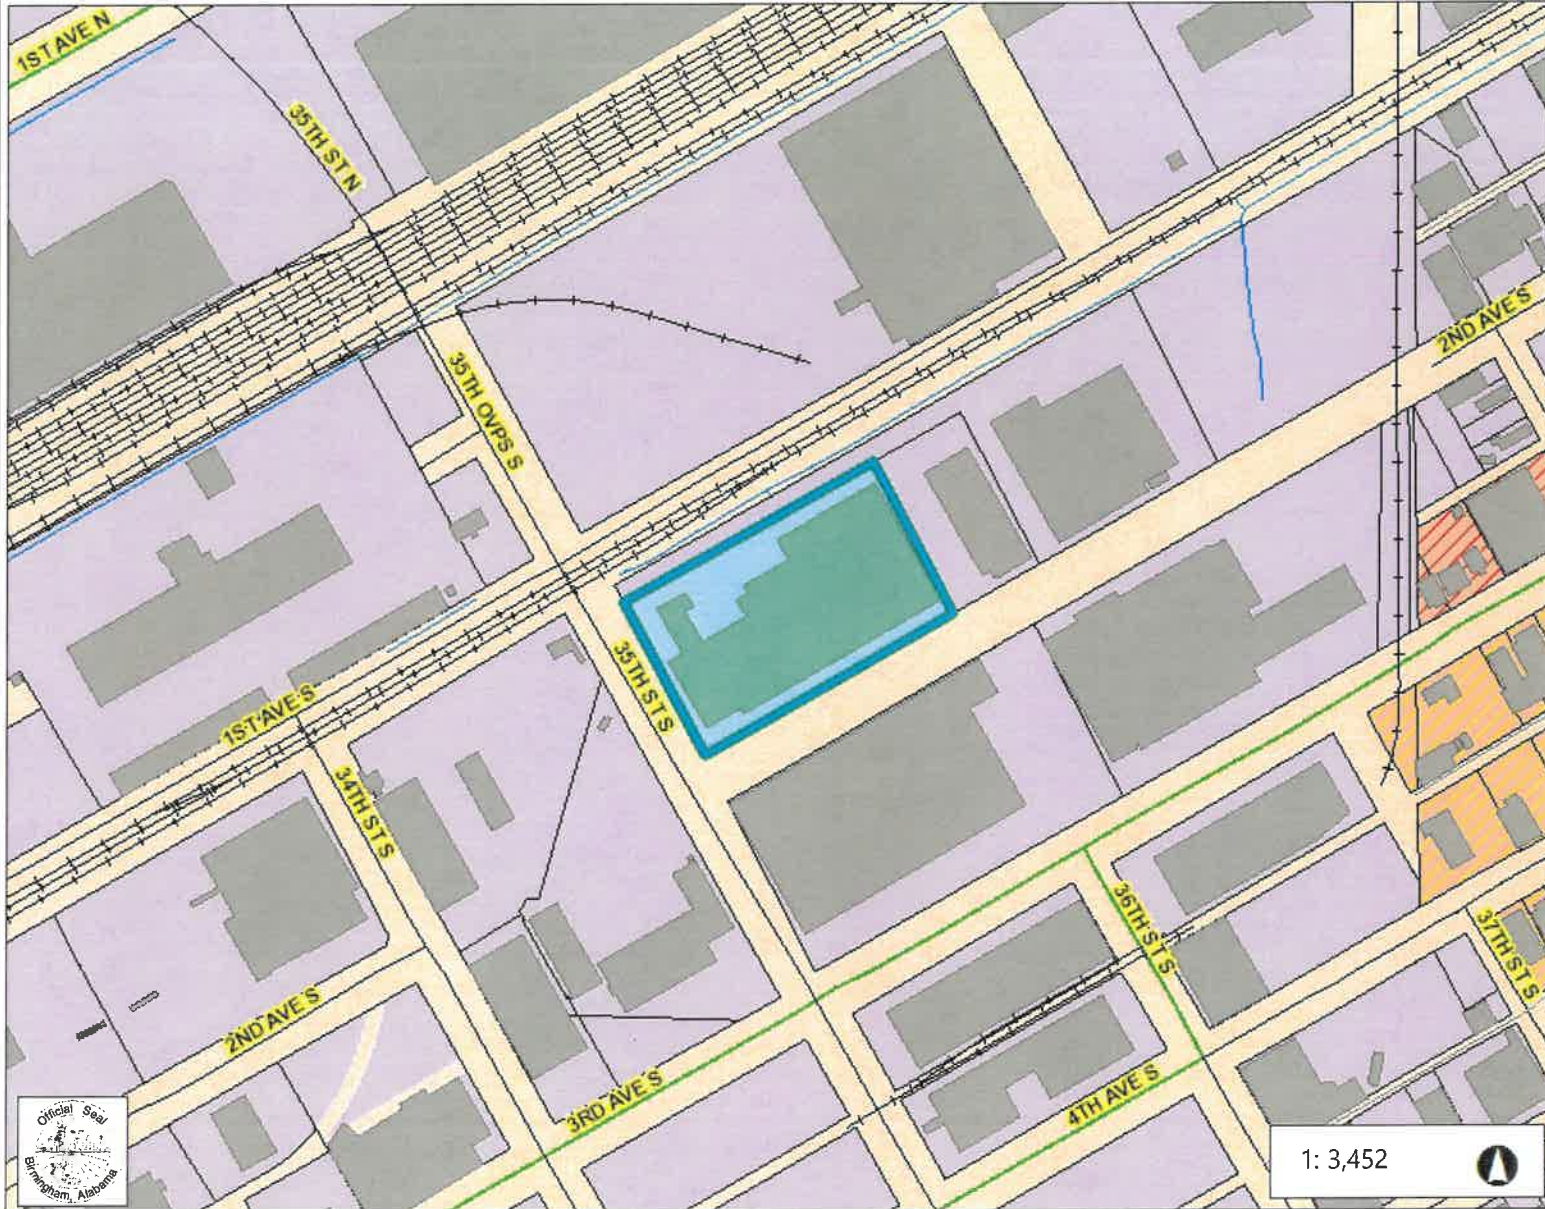 1ST AVE N
35TH ST N
35TH OVPS S
2ND AVE S
35TH ST S
1ST AVE S
34TH ST S
36TH ST S
37TH ST S
2ND AVE S
3RD AVE S
4TH AVE S
Official Seal
Birmingham, Alabama
1: 3,452